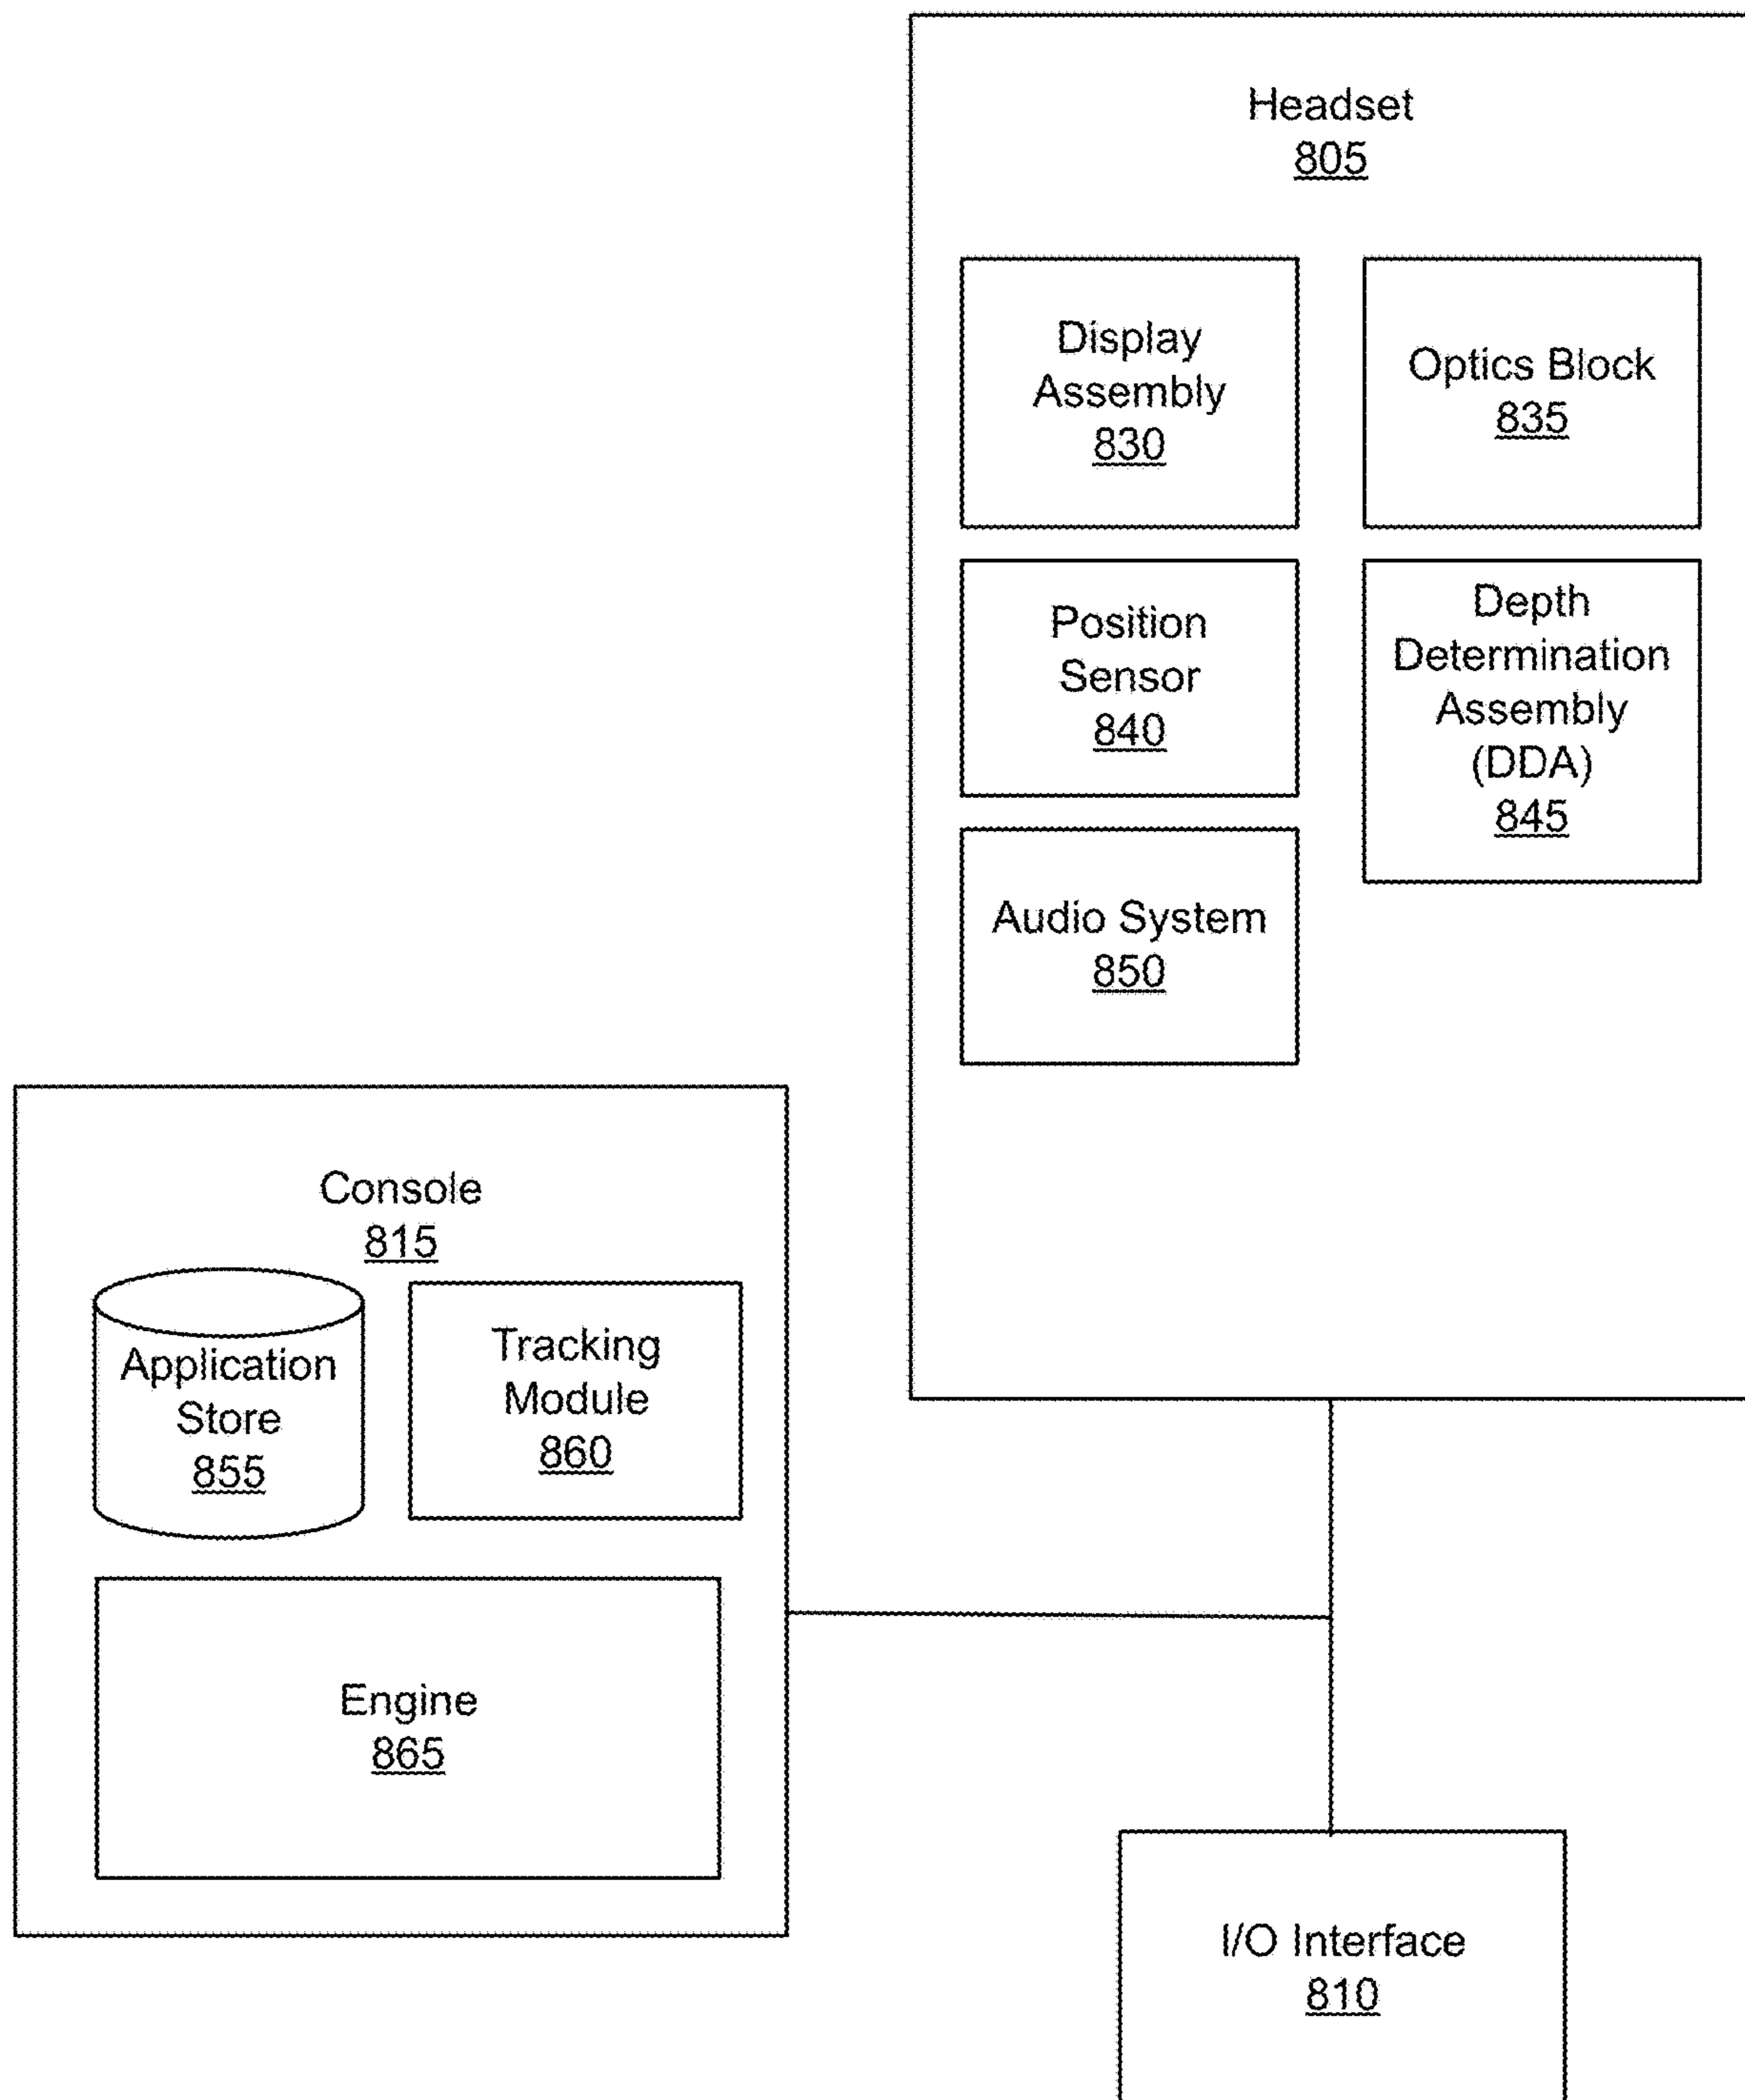 Headset
805
Display
Assembly
830
Optics Block
835
Position
Sensor
840
Depth
Determination
Assembly
(DDA)
845
Audio System
850
Console
815
Application
Store
855
Tracking
Module
860
Engine
865
I/O Interface
810